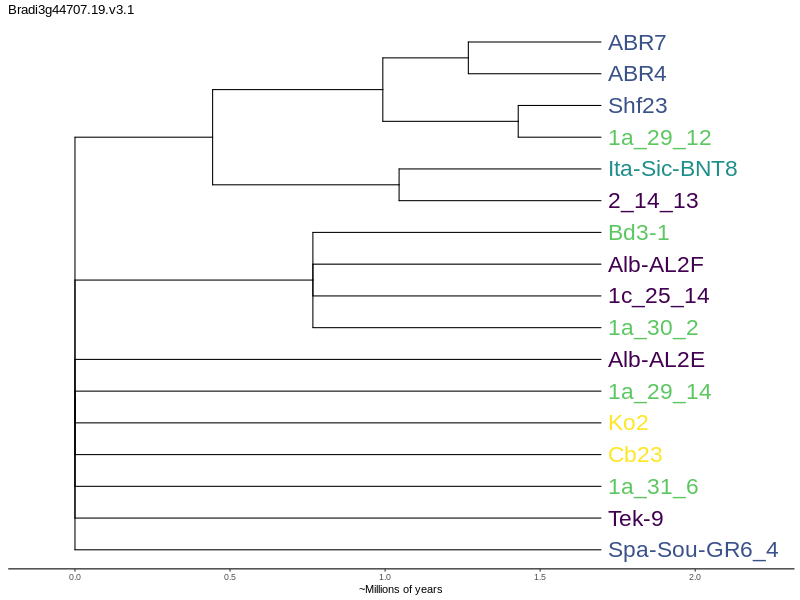 Bradi3g44707.19.v3.1
ABR7
ABR4
Shf23
1a_29_12
Ita-Sic-BNT8
2_14_13
Bd3-1
Alb-AL2F
1c_25_14
1a_30_2
Alb-AL2E
1a_29_14
Ko2
Cb23
1a_31_6
Tek-9
Spa-Sou-GR6_4
0.0 0.5 1.0 1.5 2.0
~Millions of years